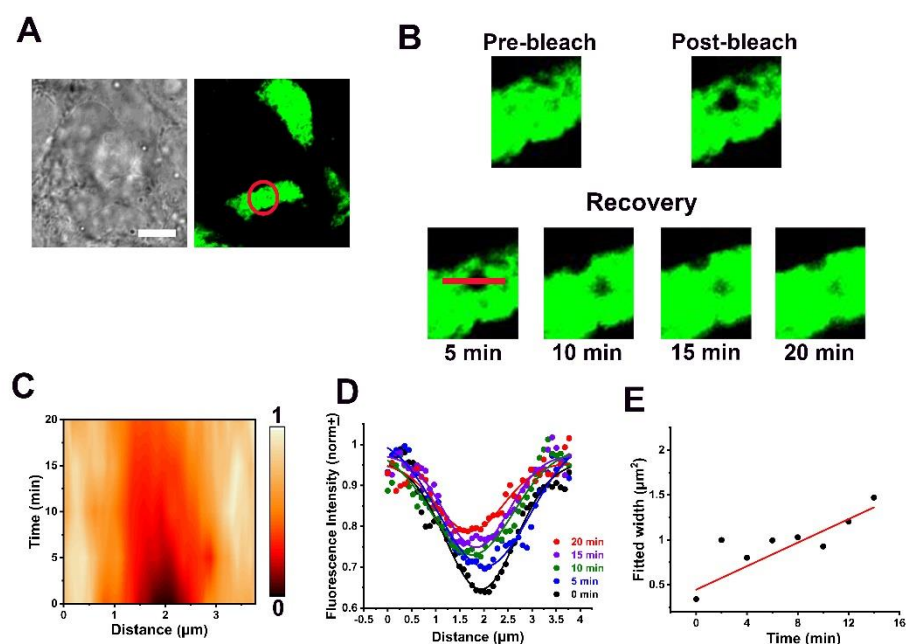 A
B
Pre-bleach
Post-bleach
Recovery
5 min
10 min
15 min
20 min
C
Time (min)
20
15
10
5
0
0 1 2 3
Distance (µm)
1
0
D
Fluorescence Intensity (norm±)
1
0.9
0.8
0.7
0.6
0 0.5 1 1.5 2 2.5 3 3.5 4
Distance (µm)
20 min
15 min
10 min
5 min
0 min
E
Fitted width (µm²)
2
1.5
1
0.5
0 4 8 12 16
Time (min)